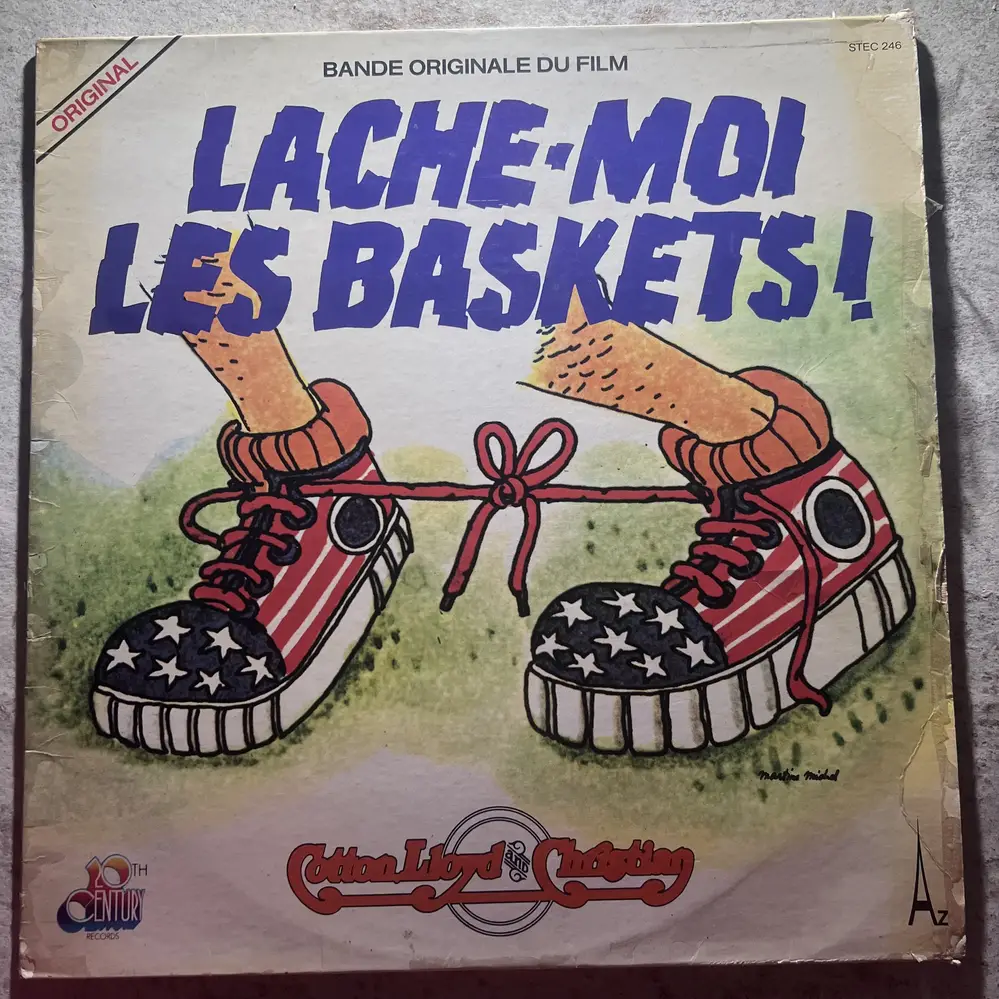 STEC 246
ORIGINAL
BANDE ORIGINALE DU FILM
LACHE-MOI
LES BASKETS!
martine michel
Cotton Lloyd AND Christian
20TH
CENTURY
RECORDS
AZ